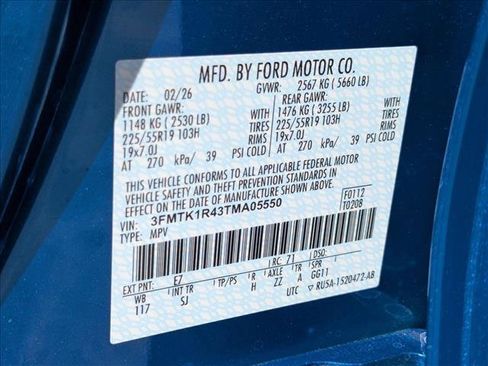 MFD. BY FORD MOTOR CO.
DATE: 02/26 GVWR: 2567 KG ( 5660 LB)
FRONT GAWR: REAR GAWR:
1148 KG ( 2530 LB) 1476 KG ( 3255 LB)
225/55R19 103H TIRES 225/55R19 103H TIRES
19x7.0J RIMS 19x7.0J RIMS
AT 270 kPa/ 39 PSI COLD AT 270 kPa/ 39 PSI COLD
THIS VEHICLE CONFORMS TO ALL APPLICABLE FEDERAL MOTOR
VEHICLE SAFETY AND THEFT PREVENTION STANDARDS IN
EFFECT ON THE DATE OF MANUFACTURE SHOWN ABOVE.
VIN: 3FMTK1R43TMA05550 F0112
TYPE: MPV T0208
EXT PNT: E7 RC: 71 DSO:
WB INT TR TP/PS R AXLE TR SPR
117 SJ H ZZ A GG11
UTC ▽ RU5A-1520472-AB